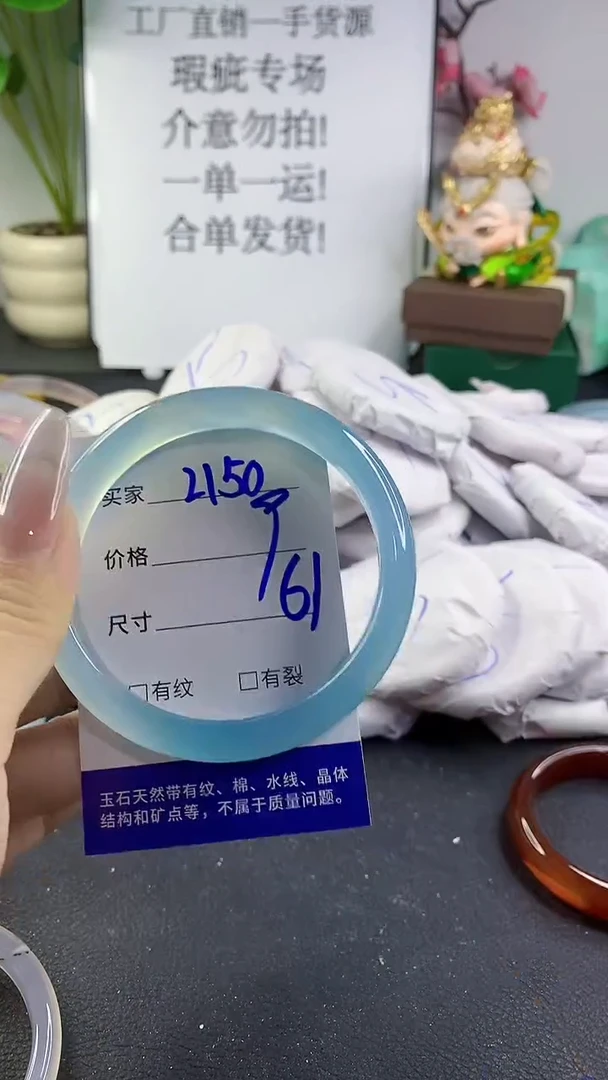 工厂直销一手货源
瑕疵专场
介意勿拍!
一单一运!
合单发货!
买家 2150
价格
尺寸 61
□有纹 □有裂
玉石天然带有纹、棉、水线、晶体
结构和矿点等，不属于质量问题。